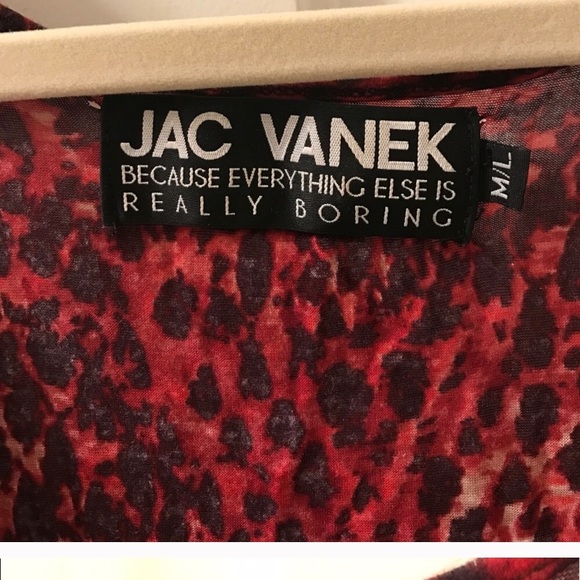 JAC VANEK
BECAUSE EVERYTHING ELSE IS
REALLY BORING
M/L